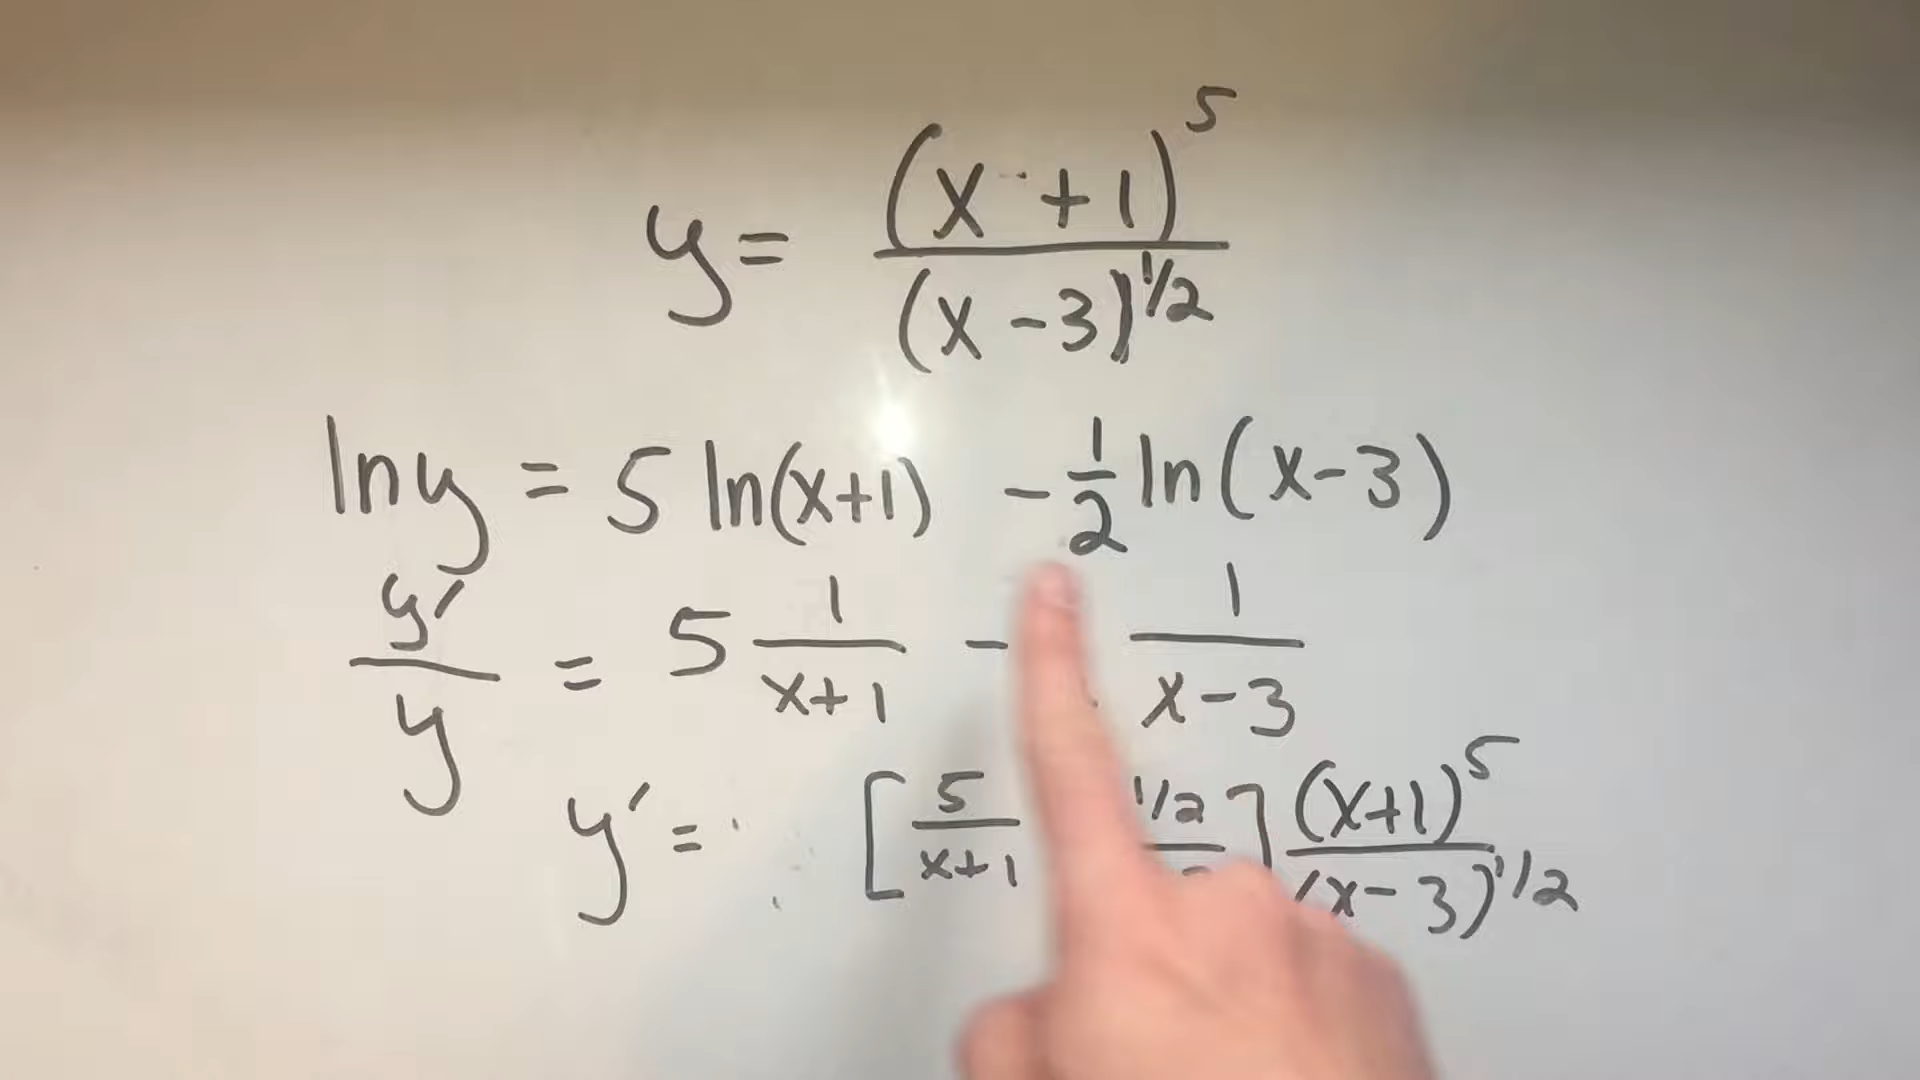 y = (x + 1)^5 / (x - 3)^1/2
ln y = 5 ln(x+1) - 1/2 ln(x-3)
y'/y = 5 1/(x+1) - 1/(x-3)
y' = [5/(x+1) 1/2] (x+1)^5 / (x-3)^1/2